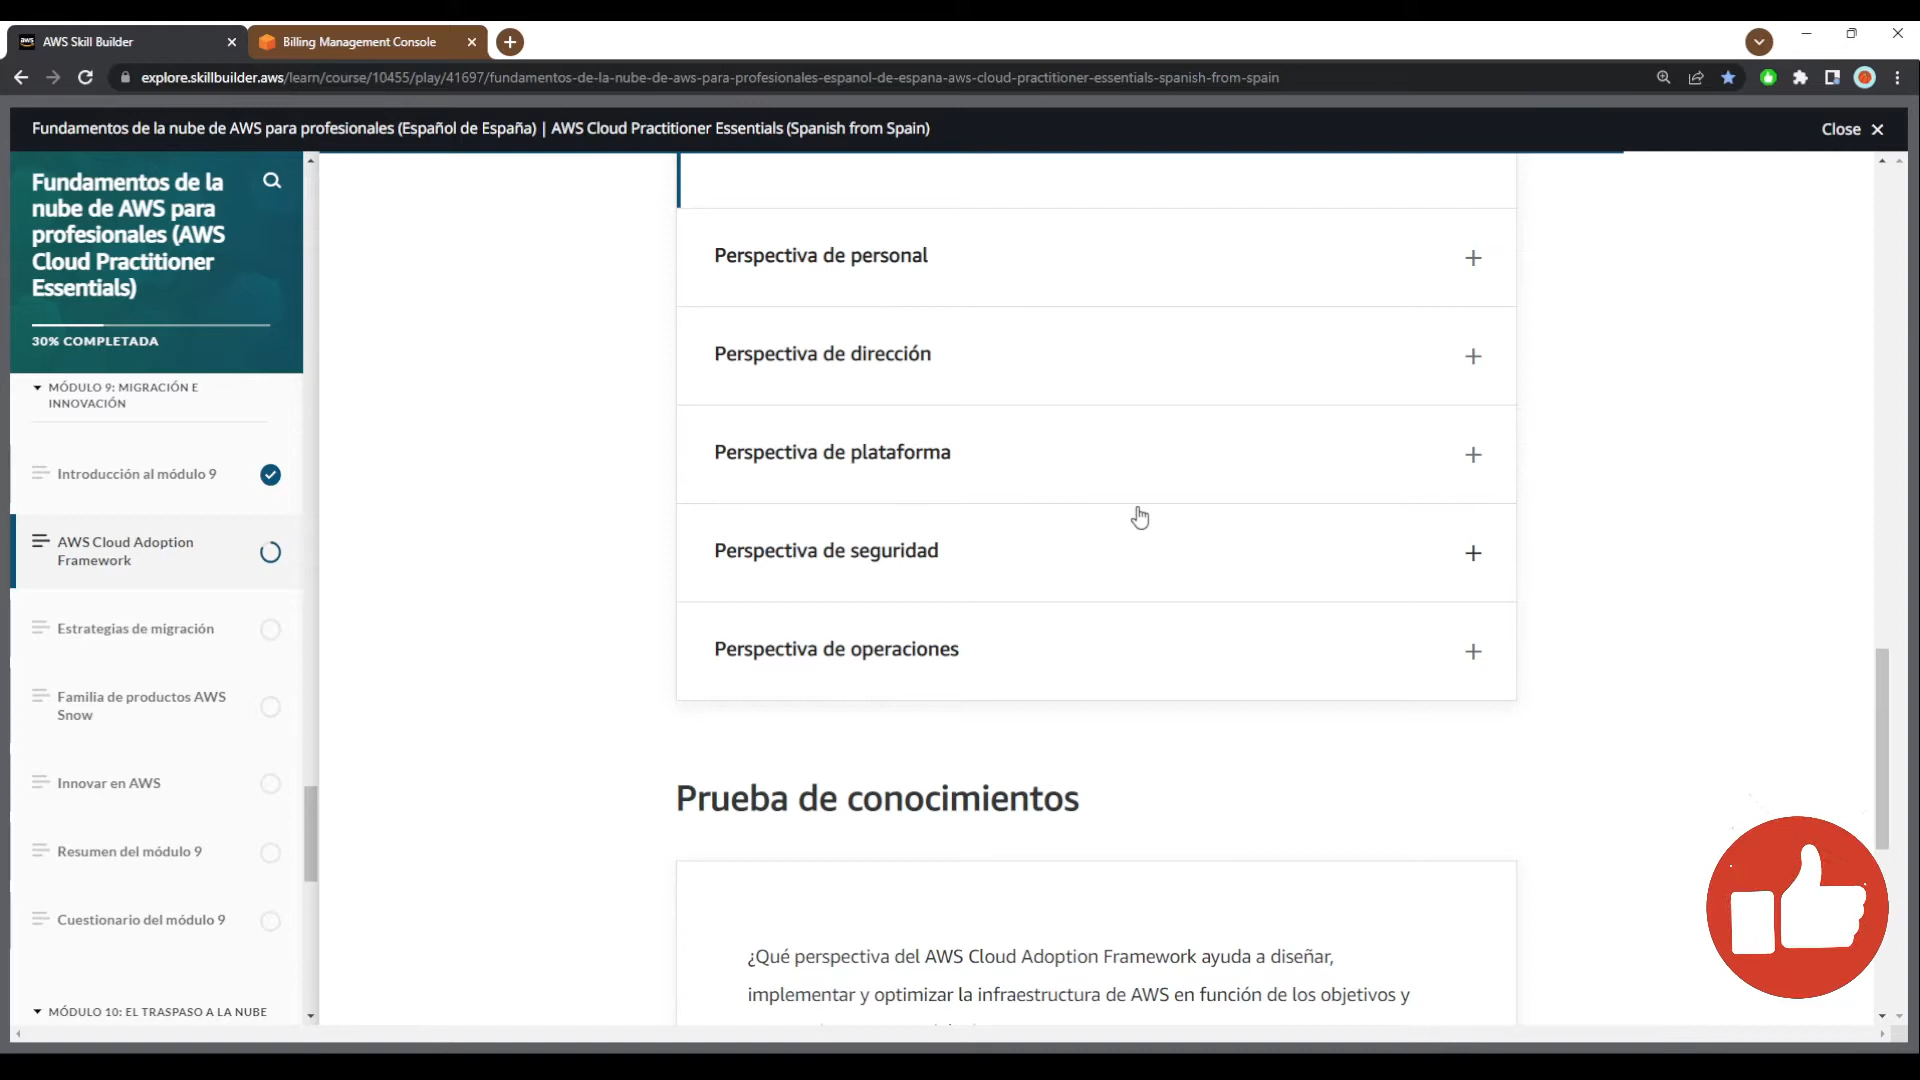 aws AWS Skill Builder
Billing Management Console
explore.skillbuilder.aws/learn/course/10455/play/41697/fundamentos-de-la-nube-de-aws-para-profesionales-espanol-de-espana-aws-cloud-practitioner-essentials-spanish-from-spain
Fundamentos de la nube de AWS para profesionales (Español de España) | AWS Cloud Practitioner Essentials (Spanish from Spain)
Close
Fundamentos de la
nube de AWS para
profesionales (AWS
Cloud Practitioner
Essentials)
30% COMPLETADA
MÓDULO 9: MIGRACIÓN E
INNOVACIÓN
Introducción al módulo 9
AWS Cloud Adoption
Framework
Estrategias de migración
Familia de productos AWS
Snow
Innovar en AWS
Resumen del módulo 9
Cuestionario del módulo 9
MÓDULO 10: EL TRASPASO A LA NUBE
Perspectiva de personal
Perspectiva de dirección
Perspectiva de plataforma
Perspectiva de seguridad
Perspectiva de operaciones
Prueba de conocimientos
¿Qué perspectiva del AWS Cloud Adoption Framework ayuda a diseñar,
implementar y optimizar la infraestructura de AWS en función de los objetivos y